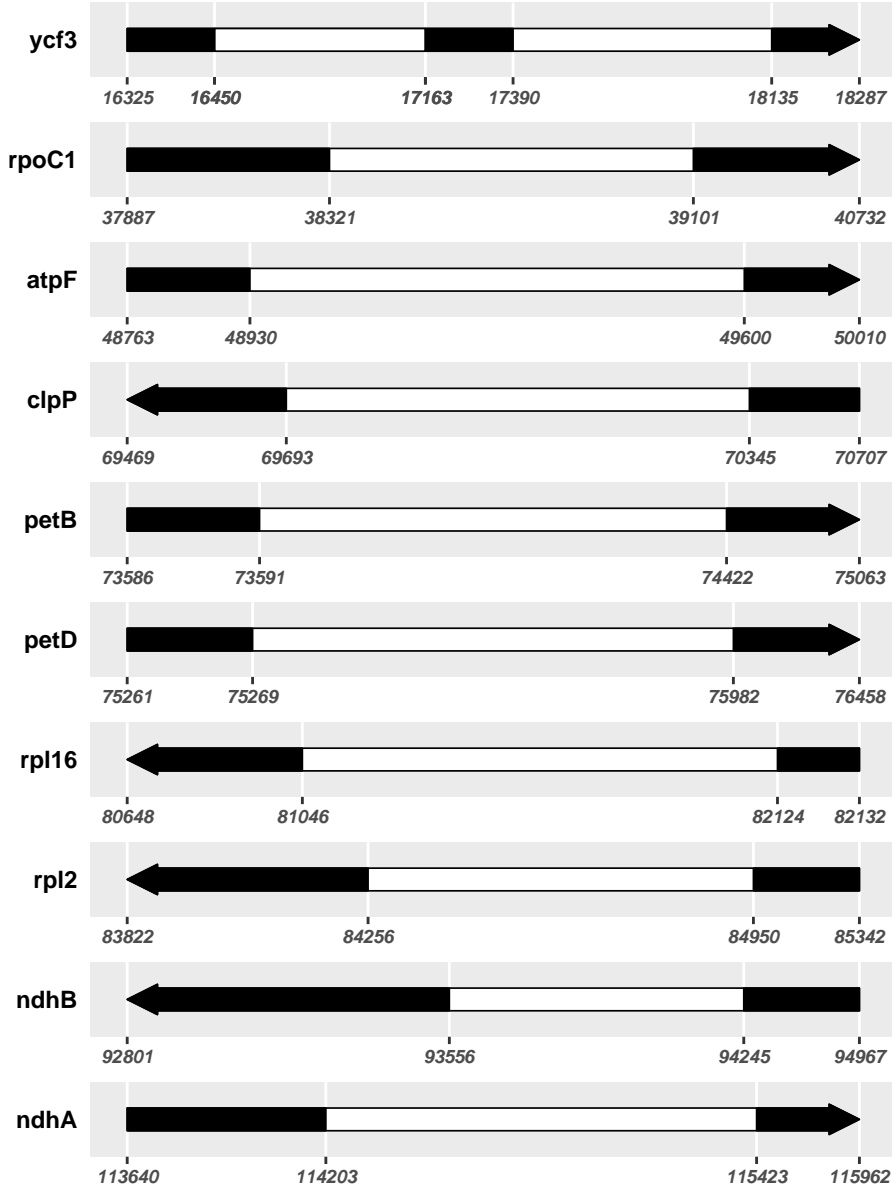 ycf3
16325 16450 17163 17390 18135 18287
rpoC1
37887 38321 39101 40732
atpF
48763 48930 49600 50010
clpP
69469 69693 70345 70707
petB
73586 73591 74422 75063
petD
75261 75269 75982 76458
rpl16
80648 81046 82124 82132
rpl2
83822 84256 84950 85342
ndhB
92801 93556 94245 94967
ndhA
113640 114203 115423 115962